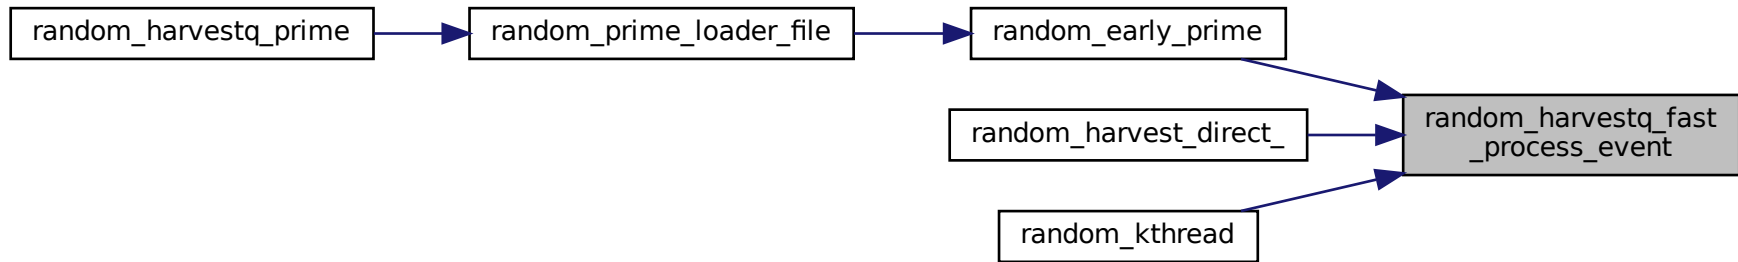 random_harvestq_prime
random_prime_loader_file
random_early_prime
random_harvestq_fast
_process_event
random_harvest_direct_
random_kthread